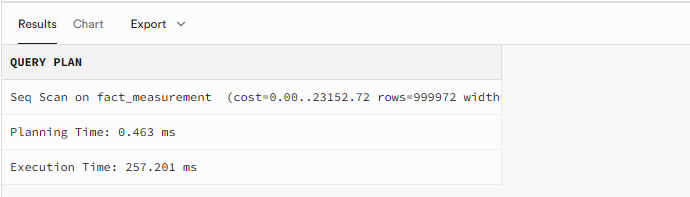 Results Chart Export
QUERY PLAN
Seq Scan on fact_measurement (cost=0.00..23152.72 rows=999972 width
Planning Time: 0.463 ms
Execution Time: 257.201 ms